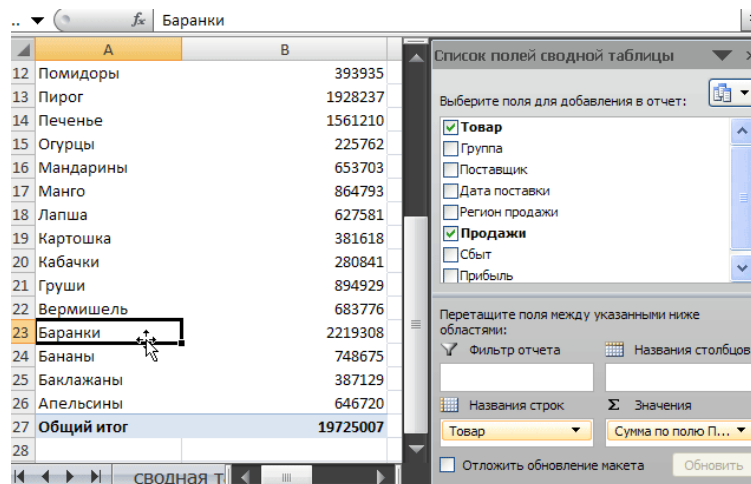 .. fx Баранки
A B
12 Помидоры 393935
13 Пирог 1928237
14 Печенье 1561210
15 Огурцы 225762
16 Мандарины 653703
17 Манго 864793
18 Лапша 627581
19 Картошка 381618
20 Кабачки 280841
21 Груши 894929
22 Вермишель 683776
23 Баранки 2219308
24 Бананы 748675
25 Баклажаны 387129
26 Апельсины 646720
27 Общий итог 19725007
28
сводная т
Список полей сводной таблицы
Выберите поля для добавления в отчет:
Товар
Группа
Поставщик
Дата поставки
Регион продажи
Продажи
Сбыт
Прибыль
Перетащите поля между указанными ниже
областями:
Фильтр отчета Названия столбцов
Названия строк Σ Значения
Товар Сумма по полю П...
Отложить обновление макета Обновить